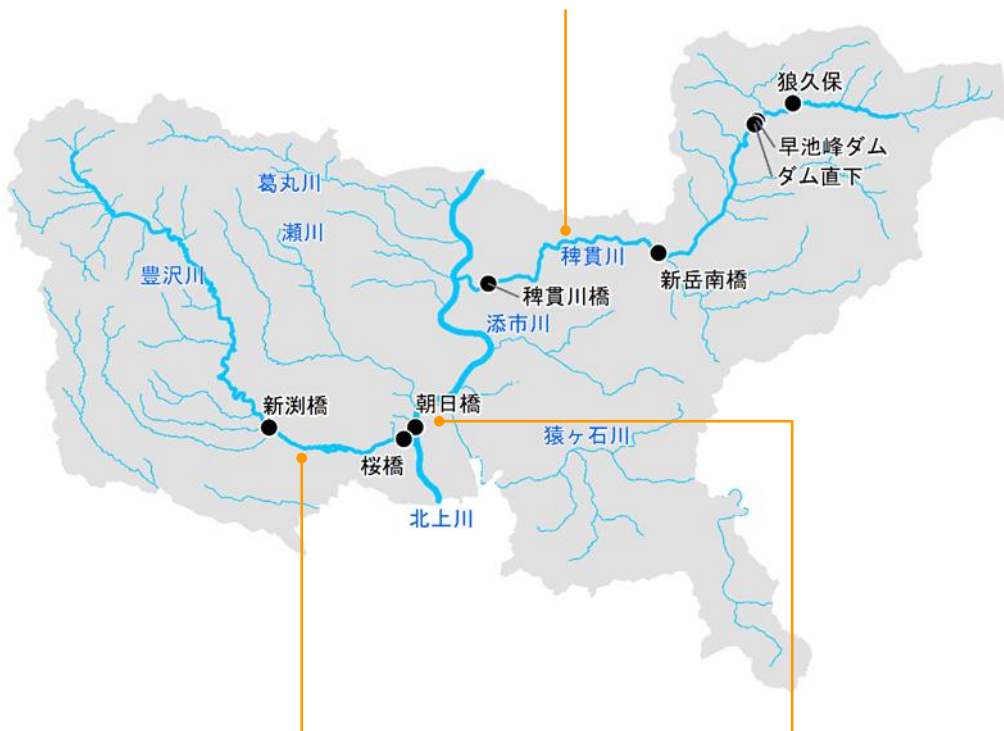 狼久保
早池峰ダム
ダム直下
葛丸川
瀬川
稗貫川
新岳南橋
豊沢川
稗貫川橋
添市川
新渕橋
朝日橋
猿ヶ石川
桜橋
北上川